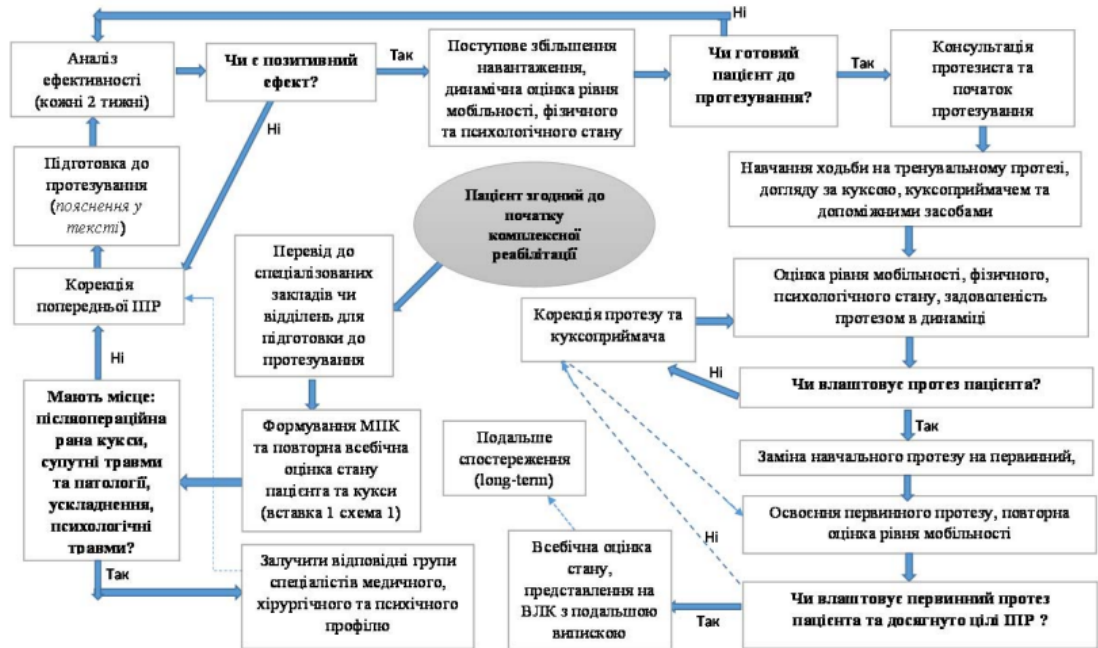 Ні
Аналіз
ефективності
(кожні 2 тижні)
Чи є позитивний
ефект?
Так
Поступове збільшення
навантаження,
динамічна оцінка рівня
мобільності, фізичного
та психологічного стану
Чи готовий
пацієнт до
протезування?
Так
Консультація
протезиста та
початок
протезування
Ні
Підготовка до
протезування
(пояснення у
тексті)
Навчання ходьби на тренувальному протезі,
догляду за куксою, куксоприймачем та
допоміжними засобами
Пацієнт згодний до
початку
комплексної
реабілітації
Перевід до
спеціалізованих
закладів чи
відділень для
підготовки до
протезування
Корекція
попередньої ІПР
Оцінка рівня мобільності, фізичного,
психологічного стану, задоволеність
протезом в динаміці
Корекція протезу та
куксоприймача
Ні
Ні
Чи влаштовує протез пацієнта?
Мають місце:
післяопераційна
рана кукси,
супутні травми
та патології,
ускладнення,
психологічні
травми?
Так
Формування МПК
та повторна всебічна
оцінка стану
пацієнта та кукси
(вставка 1 схема 1)
Подальше
спостереження
(long-term)
Заміна навчального протезу на первинний,
Освоєння первинного протезу, повторна
оцінка рівня мобільності
Ні
Всебічна оцінка
стану,
представлення на
ВЛК з подальшою
випискою
Так
Залучити відповідні групи
спеціалістів медичного,
хірургічного та психічного
профілю
Так
Чи влаштовує первинний протез
пацієнта та досягнуто цілі ІПР ?